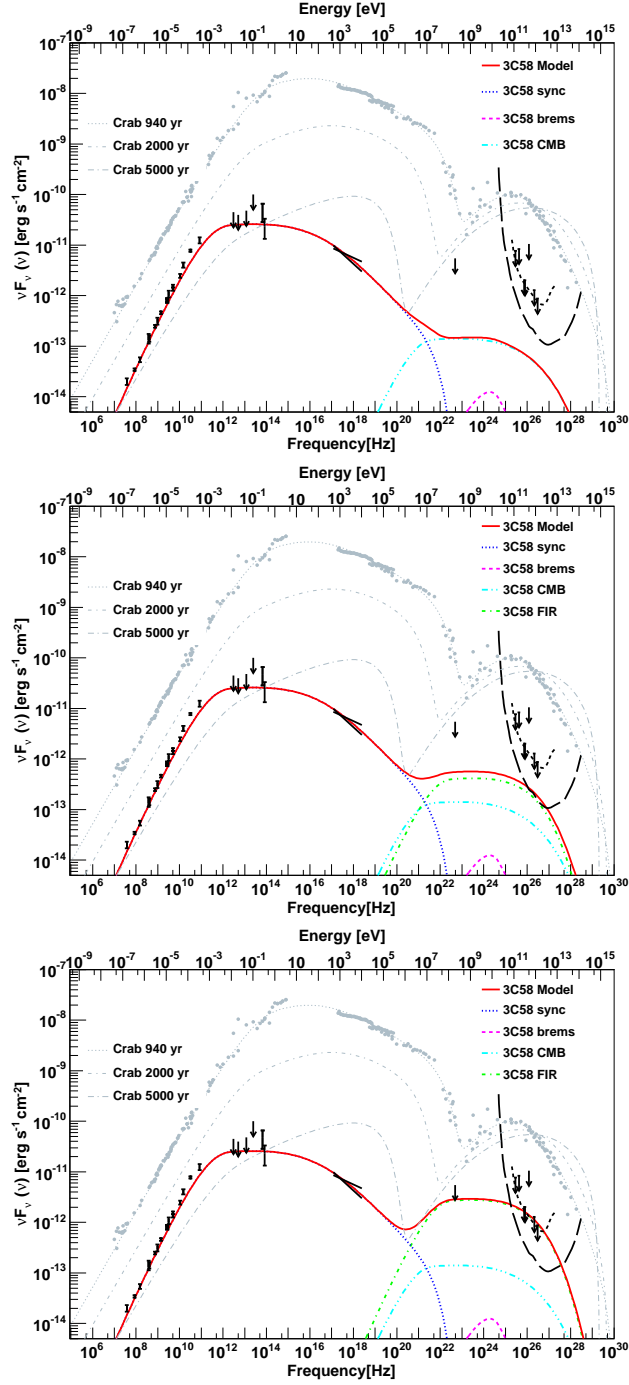 Energy [eV]
10⁻⁹ 10⁻⁷ 10⁻⁵ 10⁻³ 10⁻¹ 10 10³ 10⁵ 10⁷ 10⁹ 10¹¹ 10¹³ 10¹⁵
10⁻⁷
10⁻⁸
10⁻⁹
10⁻¹⁰
10⁻¹¹
10⁻¹²
10⁻¹³
10⁻¹⁴
νFν (ν) [erg s⁻¹ cm⁻²]
Crab 940 yr
Crab 2000 yr
Crab 5000 yr
3C58 Model
3C58 sync
3C58 brems
3C58 CMB
10⁶ 10⁸ 10¹⁰ 10¹² 10¹⁴ 10¹⁶ 10¹⁸ 10²⁰ 10²² 10²⁴ 10²⁶ 10²⁸ 10³⁰
Frequency[Hz]
Energy [eV]
10⁻⁹ 10⁻⁷ 10⁻⁵ 10⁻³ 10⁻¹ 10 10³ 10⁵ 10⁷ 10⁹ 10¹¹ 10¹³ 10¹⁵
10⁻⁷
10⁻⁸
10⁻⁹
10⁻¹⁰
10⁻¹¹
10⁻¹²
10⁻¹³
10⁻¹⁴
νFν (ν) [erg s⁻¹ cm⁻²]
Crab 940 yr
Crab 2000 yr
Crab 5000 yr
3C58 Model
3C58 sync
3C58 brems
3C58 CMB
3C58 FIR
10⁶ 10⁸ 10¹⁰ 10¹² 10¹⁴ 10¹⁶ 10¹⁸ 10²⁰ 10²² 10²⁴ 10²⁶ 10²⁸ 10³⁰
Frequency[Hz]
Energy [eV]
10⁻⁹ 10⁻⁷ 10⁻⁵ 10⁻³ 10⁻¹ 10 10³ 10⁵ 10⁷ 10⁹ 10¹¹ 10¹³ 10¹⁵
10⁻⁷
10⁻⁸
10⁻⁹
10⁻¹⁰
10⁻¹¹
10⁻¹²
10⁻¹³
10⁻¹⁴
νFν (ν) [erg s⁻¹ cm⁻²]
Crab 940 yr
Crab 2000 yr
Crab 5000 yr
3C58 Model
3C58 sync
3C58 brems
3C58 CMB
3C58 FIR
10⁶ 10⁸ 10¹⁰ 10¹² 10¹⁴ 10¹⁶ 10¹⁸ 10²⁰ 10²² 10²⁴ 10²⁶ 10²⁸ 10³⁰
Frequency[Hz]